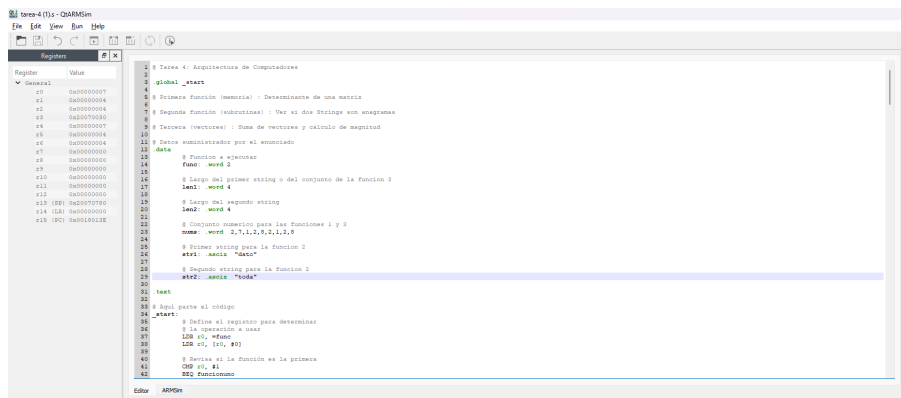 tarea-4 (1).s - QtARMSim
File Edit View Run Help
Registers
Register Value
General
r0 0x00000007
r1 0x00000004
r2 0x00000004
r3 0x20070030
r4 0x00000007
r5 0x00000004
r6 0x00000004
r7 0x00000000
r8 0x00000000
r9 0x00000000
r10 0x00000000
r11 0x00000000
r12 0x00000000
r13 (SP) 0x20070780
r14 (LR) 0x00000000
r15 (PC) 0x0018013E
1 @ Tarea 4: Arquitectura de Computadores
2
3 .global _start
4
5 @ Primera función (memoria) : Determinante de una matriz
6
7 @ Segunda función (subrutinas) : Ver si dos Strings son anagramas
8
9 @ Tercera (vectores) : Suma de vectores y cálculo de magnitud
10
11 @ Datos suministrador por el enunciado
12 .data
13 @ Funcion a ejecutar
14 func: .word 2
15
16 @ Largo del primer string o del conjunto de la funcion 3
17 len1: .word 4
18
19 @ Largo del segundo string
20 len2: .word 4
21
22 @ Conjunto numerico para las funciones 1 y 3
23 nums: .word 2,7,1,2,8,2,1,2,8
24
25 @ Primer string para la funcion 2
26 str1: .asciz "dato"
27
28 @ Segundo string para la funcion 2
29 str2: .asciz "toda"
30
31 .text
32
33 @ Aquí parte el código
34 _start:
35 @ Define el registro para determinar
36 @ la operación a usar
37 LDR r0, =func
38 LDR r0, [r0, #0]
39
40 @ Revisa si la función es la primera
41 CMP r0, #1
42 BEQ funcionuno
Editor ARMSim